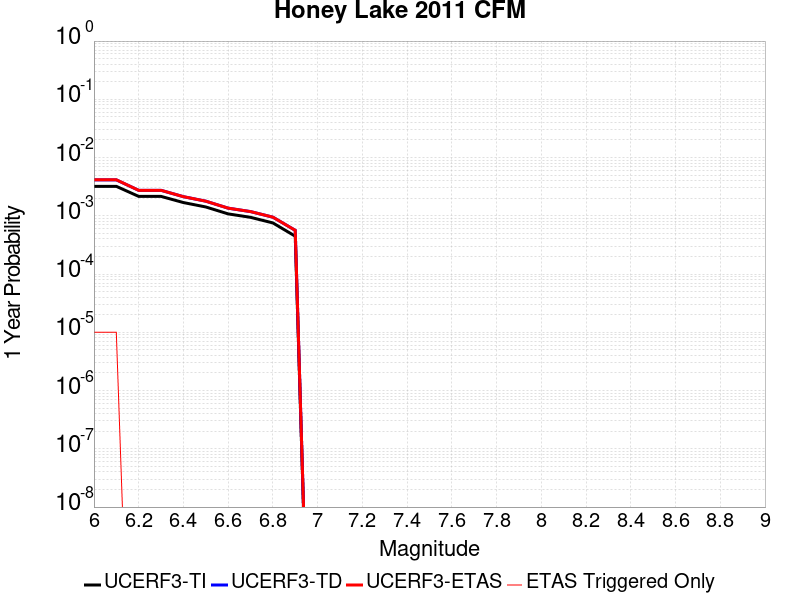 Honey Lake 2011 CFM
10^0
10^-1
10^-2
10^-3
10^-4
10^-5
10^-6
10^-7
10^-8
1 Year Probability
6 6.2 6.4 6.6 6.8 7 7.2 7.4 7.6 7.8 8 8.2 8.4 8.6 8.8 9
Magnitude
UCERF3-TI UCERF3-TD UCERF3-ETAS ETAS Triggered Only